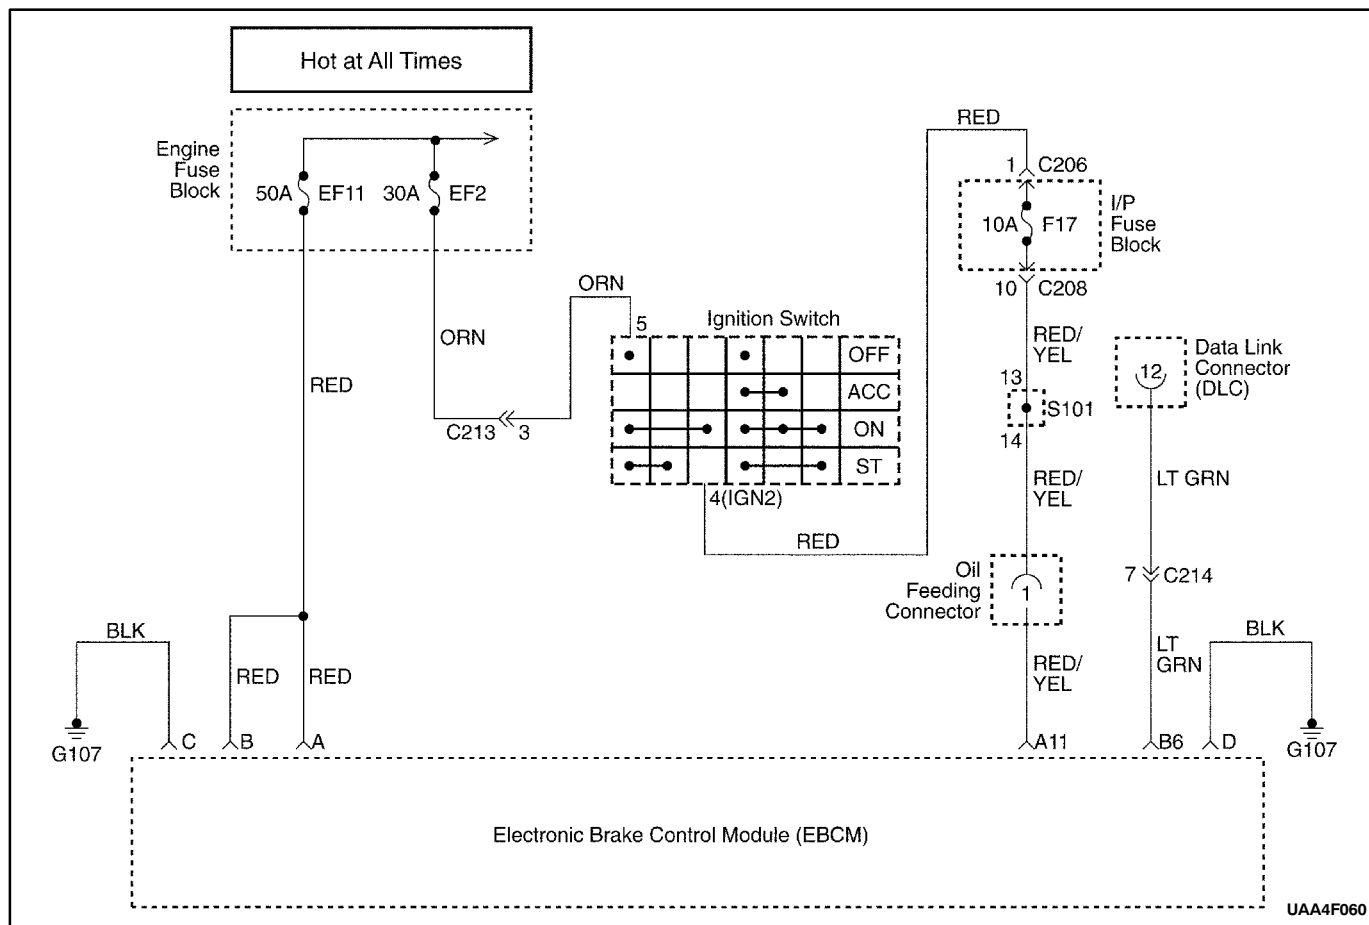 Hot at All Times
Engine
Fuse
Block
50A
EF11
30A
EF2
RED
1
C206
10A
F17
I/P
Fuse
Block
10
C208
ORN
5
Ignition Switch
ORN
OFF
ACC
ON
ST
RED/
YEL
12
Data Link
Connector
(DLC)
RED
13
S101
14
C213
3
4(IGN2)
RED
RED/
YEL
LT GRN
Oil
Feeding
Connector
1
7
C214
BLK
RED
RED
RED/
YEL
LT
GRN
BLK
G107
C
B
A
A11
B6
D
G107
Electronic Brake Control Module (EBCM)
UAA4F060